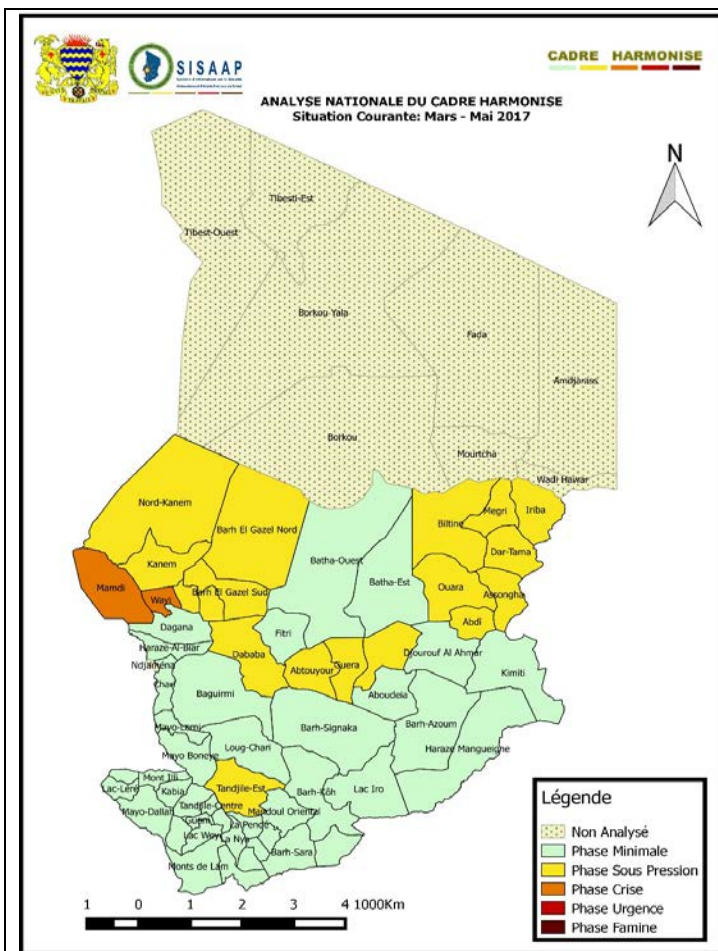 SISAAP
CADRE HARMONISE
ANALYSE NATIONALE DU CADRE HARMONISE
Situation Courante: Mars - Mai 2017
N
Tibesti-Est
Tibest-Ouest
Borkou Yala
Fada
Amdjarass
Borkou
Mourtcha
Wadi Hawar
Nord-Kanem
Barh El Gazel Nord
Biltine
Megri
Iriba
Kanem
Batha-Ouest
Batha-Est
Dar-Tama
Mamdi
Wayi
Barh El Gazel Sud
Ouara
Assongha
Dagana
Fitri
Abdi
Haraze-Al-Biar
Ndjamena
Dababa
Abtouyour
Guera
Djourouf Al Ahmar
Kimiti
Chari
Baguirmi
Aboudeia
Mayo-Lemi
Barh-Signaka
Barh-Azoum
Loug-Chari
Haraze Mangueigne
Mayo Boneye
Mont Illi
Tandjile-Est
Lac-Léré
Kabia
Barh-Kôh
Lac Iro
Mayo-Dallah
Tandjile-Centre
Mandoul Oriental
Guéni
La Pendé
Lac Wey
La Nya
Barh-Sara
Monts de Lam
Légende
Non Analysé
Phase Minimale
Phase Sous Pression
Phase Crise
Phase Urgence
Phase Famine
1 0 1 2 3 4 1000Km